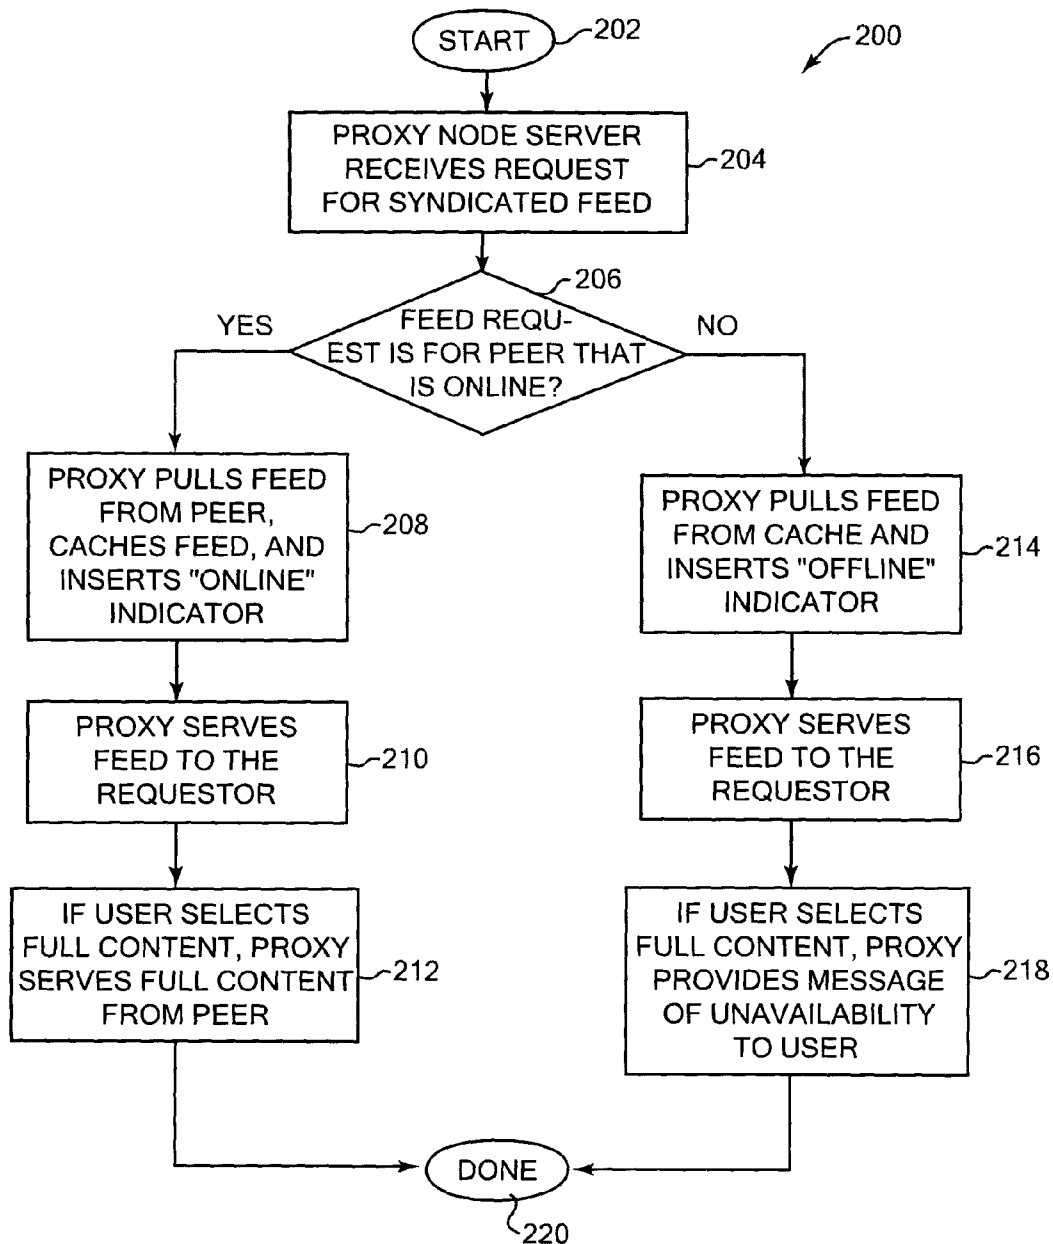 START
202
200
PROXY NODE SERVER
RECEIVES REQUEST
FOR SYNDICATED FEED
204
206
YES
FEED REQU-
EST IS FOR PEER THAT
IS ONLINE?
NO
PROXY PULLS FEED
FROM PEER,
CACHES FEED, AND
INSERTS "ONLINE"
INDICATOR
208
PROXY PULLS FEED
FROM CACHE AND
INSERTS "OFFLINE"
INDICATOR
214
PROXY SERVES
FEED TO THE
REQUESTOR
210
PROXY SERVES
FEED TO THE
REQUESTOR
216
IF USER SELECTS
FULL CONTENT, PROXY
SERVES FULL CONTENT
FROM PEER
212
IF USER SELECTS
FULL CONTENT, PROXY
PROVIDES MESSAGE
OF UNAVAILABILITY
TO USER
218
DONE
220